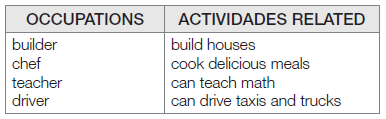 OCCUPATIONS ACTIVIDADES RELATED
builder build houses
chef cook delicious meals
teacher can teach math
driver can drive taxis and trucks